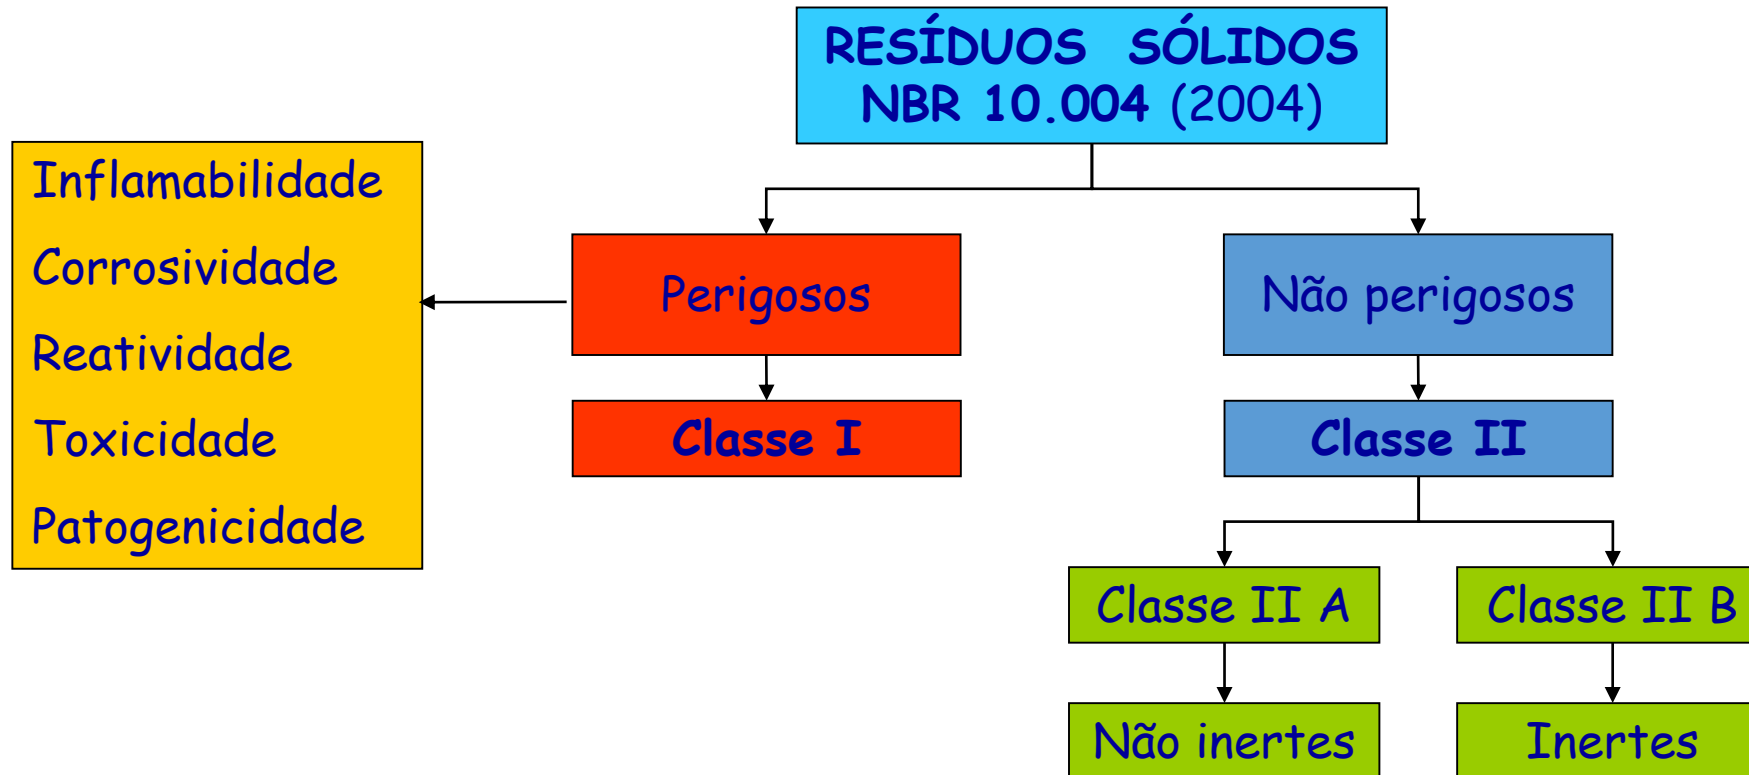 RESÍDUOS SÓLIDOS
NBR 10.004 (2004)
Inflamabilidade
Corrosividade
Reatividade
Toxicidade
Patogenicidade
Perigosos
Não perigosos
Classe I
Classe II
Classe II A
Classe II B
Não inertes
Inertes